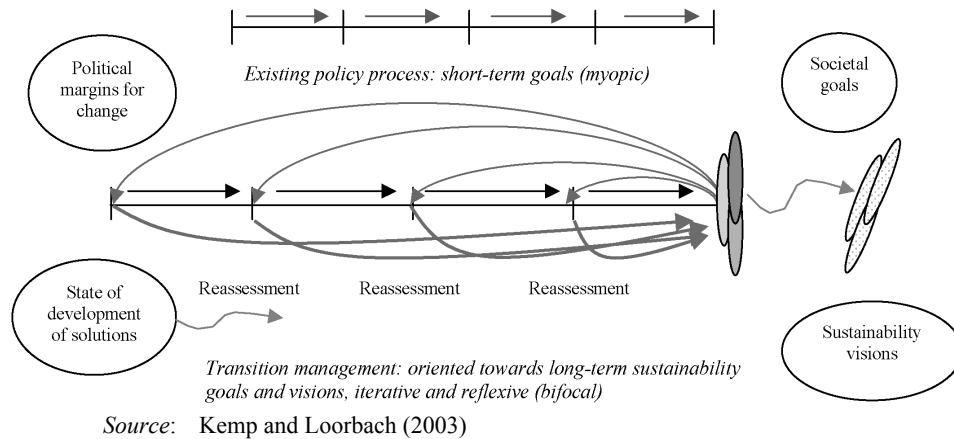 Political
margins for
change
Existing policy process: short-term goals (myopic)
Societal
goals
State of
development
of solutions
Reassessment
Reassessment
Reassessment
Sustainability
visions
Transition management: oriented towards long-term sustainability
goals and visions, iterative and reflexive (bifocal)
Source: Kemp and Loorbach (2003)